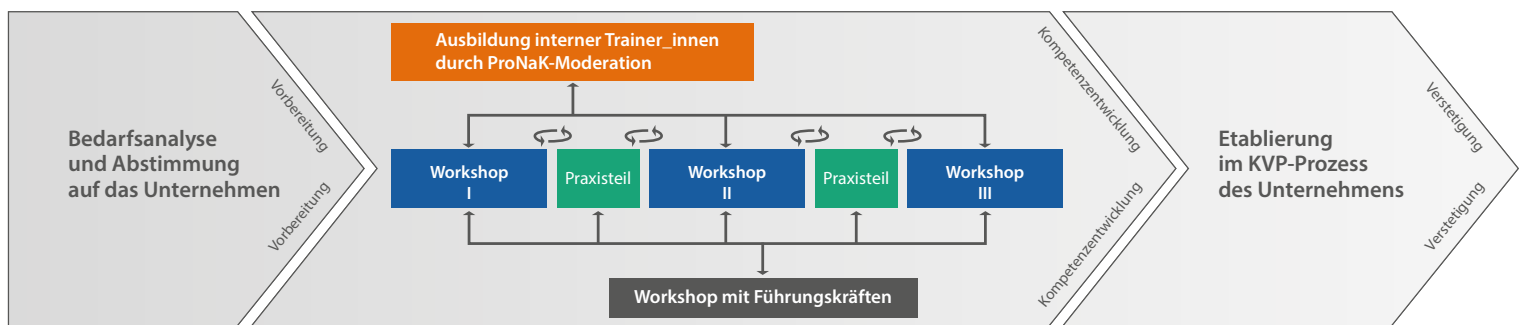 Bedarfsanalyse
und Abstimmung
auf das Unternehmen
Vorbereitung
Vorbereitung
Ausbildung interner Trainer_innen
durch ProNaK-Moderation
Workshop
I
Praxisteil
Workshop
II
Praxisteil
Workshop
III
Workshop mit Führungskräften
Kompetenzentwicklung
Kompetenzentwicklung
Etablierung
im KVP-Prozess
des Unternehmens
Verstetigung
Verstetigung